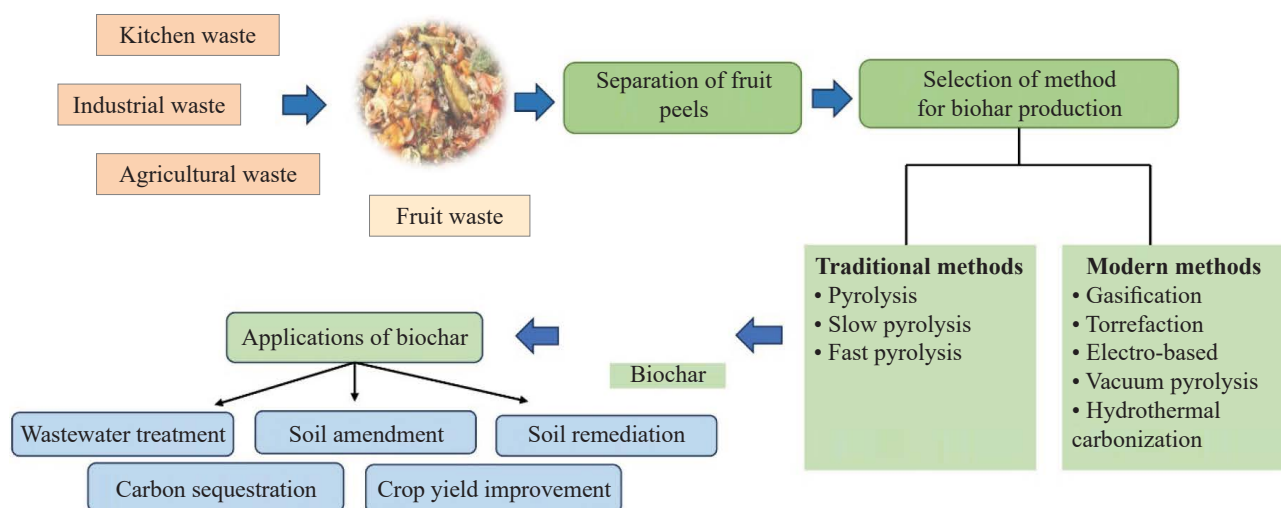 Kitchen waste
Industrial waste
Agricultural waste
Fruit waste
Separation of fruit
peels
Selection of method
for biohar production
Traditional methods
• Pyrolysis
• Slow pyrolysis
• Fast pyrolysis
Modern methods
• Gasification
• Torrefaction
• Electro-based
• Vacuum pyrolysis
• Hydrothermal
carbonization
Biochar
Applications of biochar
Wastewater treatment
Soil amendment
Soil remediation
Carbon sequestration
Crop yield improvement